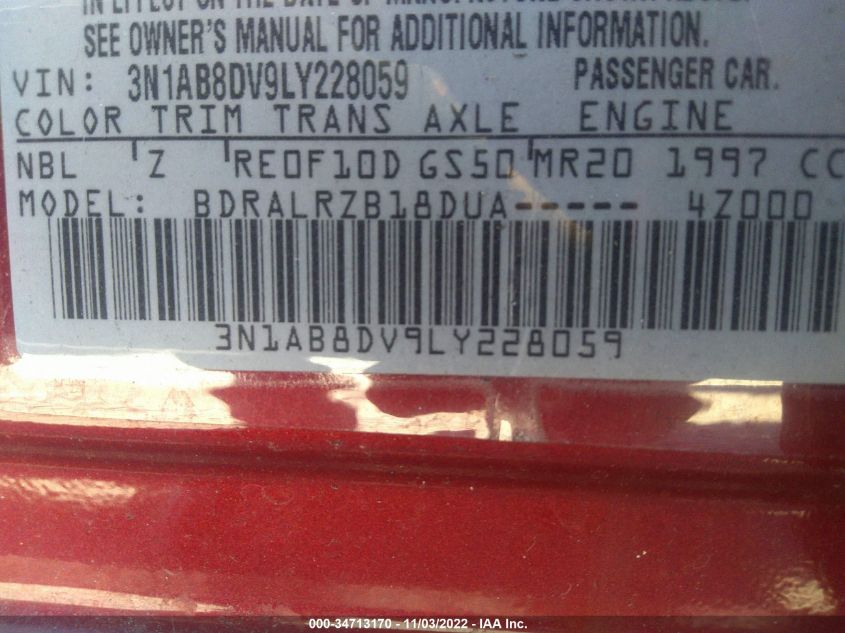 SEE OWNER'S MANUAL FOR ADDITIONAL INFORMATION.
VIN: 3N1AB8DV9LY228059 PASSENGER CAR.
COLOR TRIM TRANS AXLE ENGINE
NBL Z RE0F10D GS50 MR20 1997 CC
MODEL: BDRALRZB18DUA----- 4Z000
3N1AB8DV9LY228059
000-34713170 - 11/03/2022 - IAA Inc.